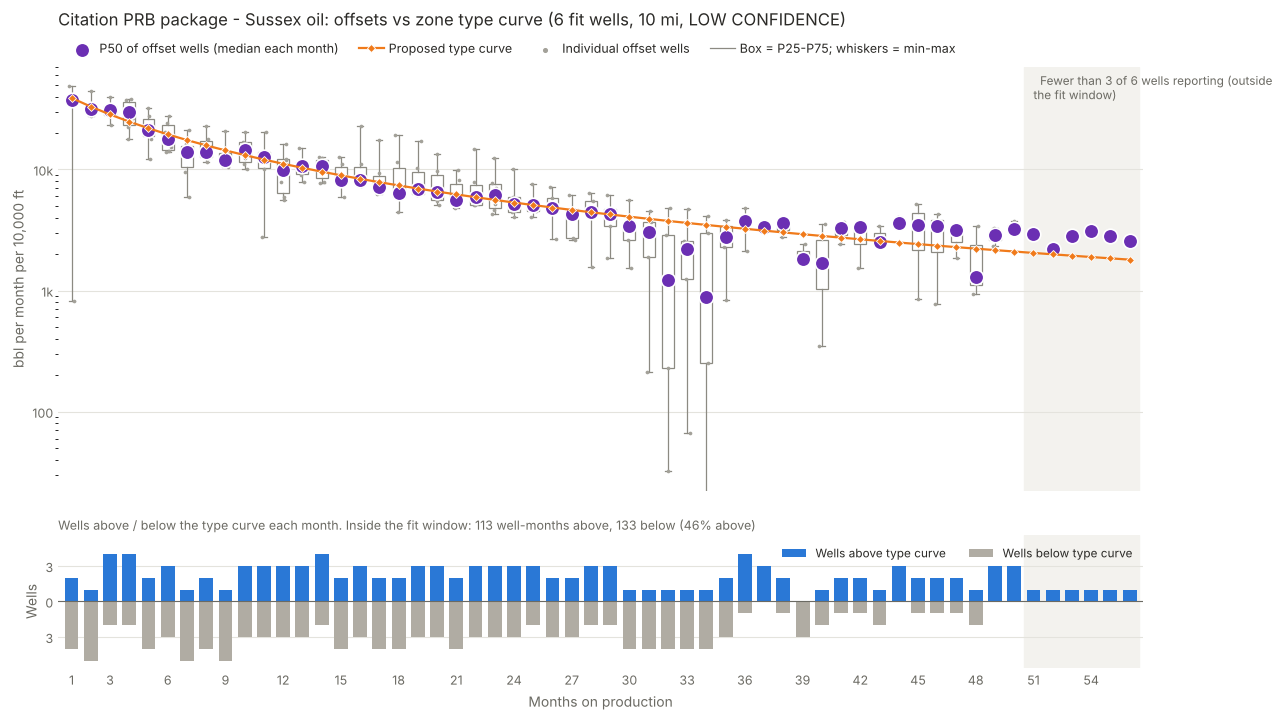 Citation PRB package - Sussex oil: offsets vs zone type curve (6 fit wells, 10 mi, LOW CONFIDENCE)
P50 of offset wells (median each month)
Proposed type curve
Individual offset wells
Box = P25-P75; whiskers = min-max
Fewer than 3 of 6 wells reporting (outside
the fit window)
bbl per month per 10,000 ft
10k
1k
100
Wells above / below the type curve each month. Inside the fit window: 113 well-months above, 133 below (46% above)
Wells above type curve
Wells below type curve
Wells
3
0
3
1 3 6 9 12 15 18 21 24 27 30 33 36 39 42 45 48 51 54
Months on production